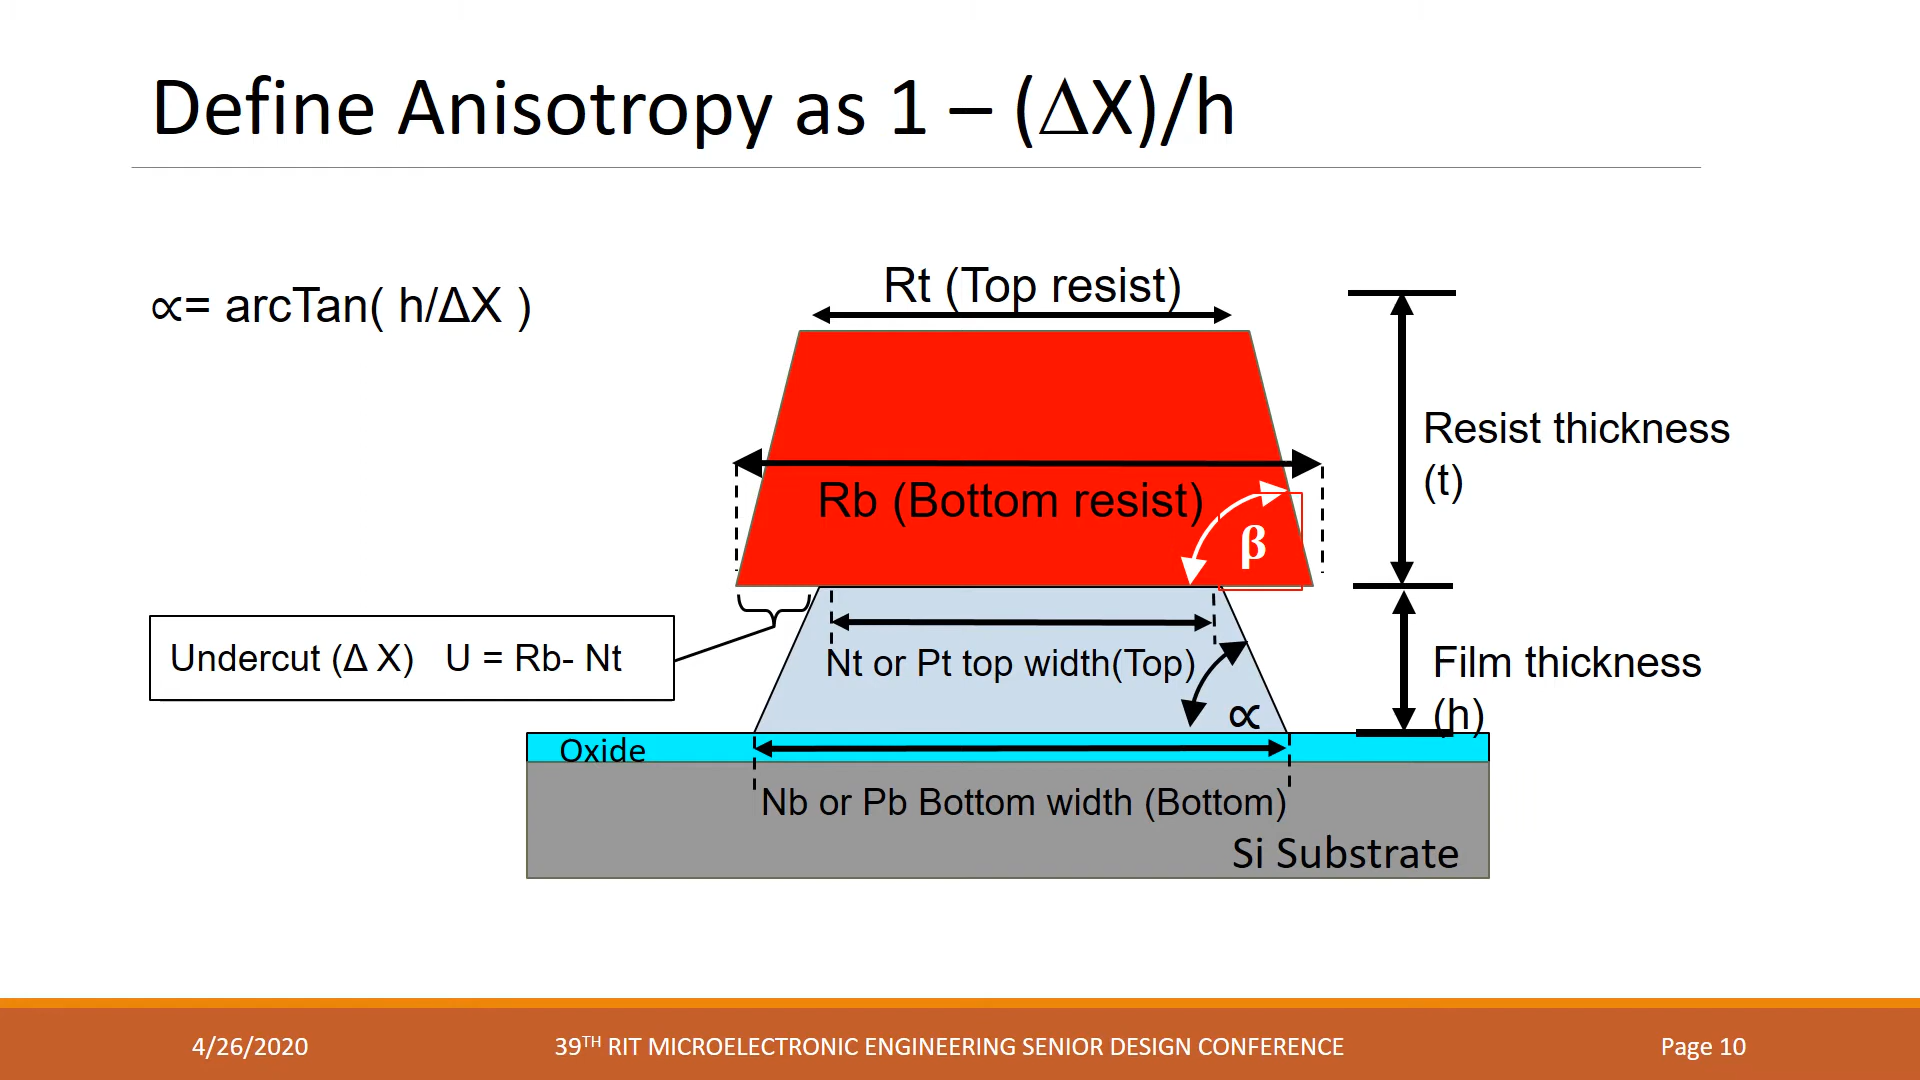 Define Anisotropy as 1 – (ΔX)/h
∝= arcTan( h/ΔX )
Rt (Top resist)
Resist thickness
(t)
Rb (Bottom resist)
β
Undercut (Δ X)   U = Rb- Nt
Nt or Pt top width(Top)
Film thickness
(h)
∝
Oxide
Nb or Pb Bottom width (Bottom)
Si Substrate
4/26/2020
39TH RIT MICROELECTRONIC ENGINEERING SENIOR DESIGN CONFERENCE
Page 10